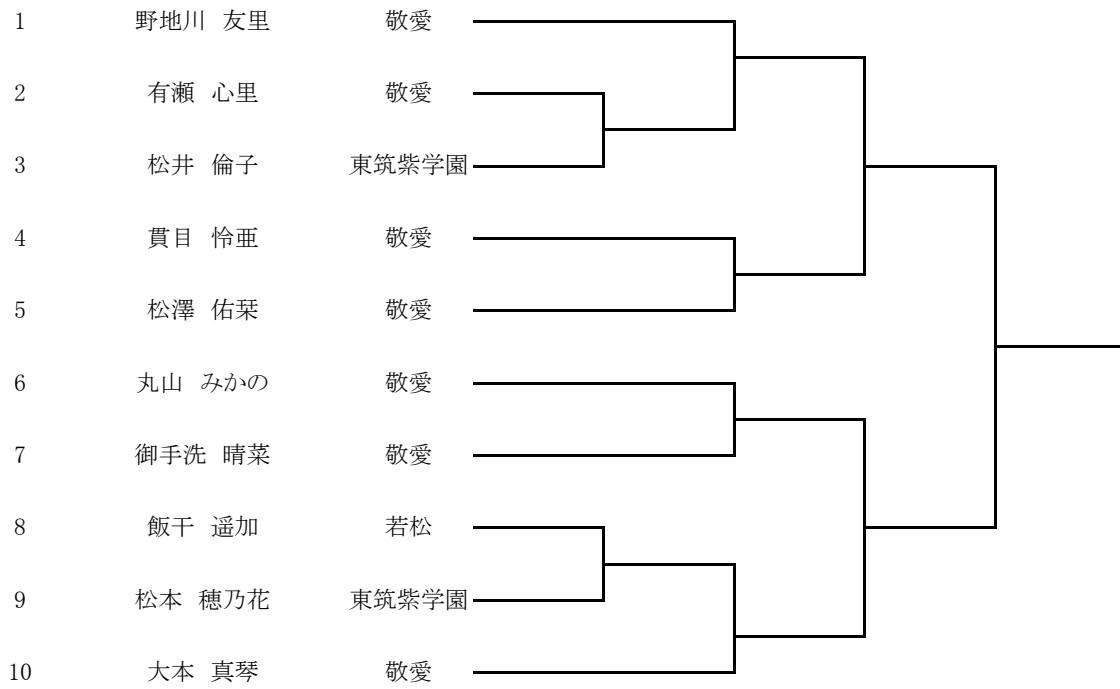 1 野地川 友里 敬愛
2 有瀬 心里 敬愛
3 松井 倫子 東筑紫学園
4 貫目 怜亜 敬愛
5 松澤 佑栞 敬愛
6 丸山 みかの 敬愛
7 御手洗 晴菜 敬愛
8 飯干 遥加 若松
9 松本 穂乃花 東筑紫学園
10 大本 真琴 敬愛